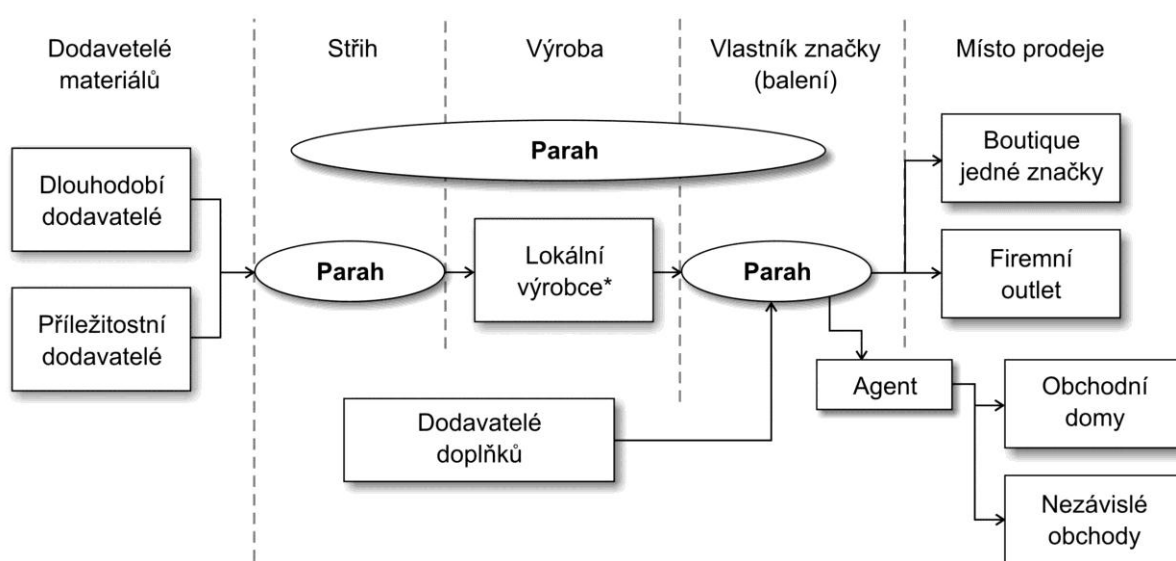 Dodavetelé
materiálů
Střih
Výroba
Vlastník značky
(balení)
Místo prodeje
Parah
Boutique
jedné značky
Dlouhodobí
dodavatelé
Parah
Lokální
výrobce*
Parah
Firemní
outlet
Příležitostní
dodavatelé
Agent
Obchodní
domy
Dodavatelé
doplňků
Nezávislé
obchody